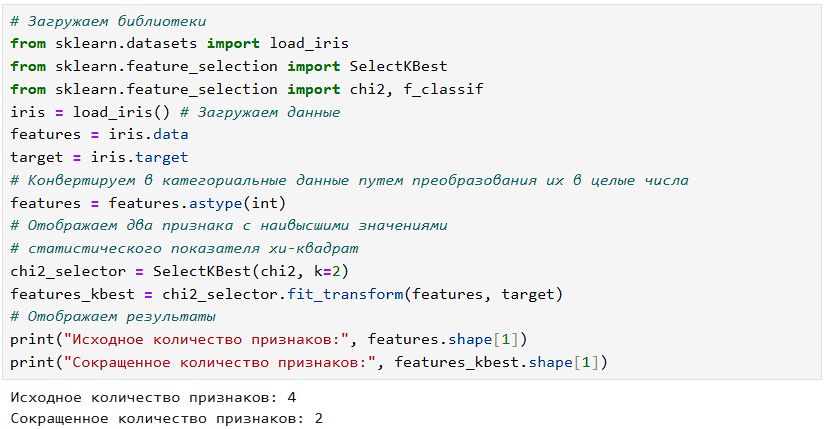 # Загружаем библиотеки
from sklearn.datasets import load_iris
from sklearn.feature_selection import SelectKBest
from sklearn.feature_selection import chi2, f_classif
iris = load_iris() # Загружаем данные
features = iris.data
target = iris.target
# Конвертируем в категориальные данные путем преобразования их в целые числа
features = features.astype(int)
# Отображаем два признака с наивысшими значениями
# статистического показателя хи-квадрат
chi2_selector = SelectKBest(chi2, k=2)
features_kbest = chi2_selector.fit_transform(features, target)
# Отображаем результаты
print("Исходное количество признаков:", features.shape[1])
print("Сокращенное количество признаков:", features_kbest.shape[1])
Исходное количество признаков: 4
Сокращенное количество признаков: 2